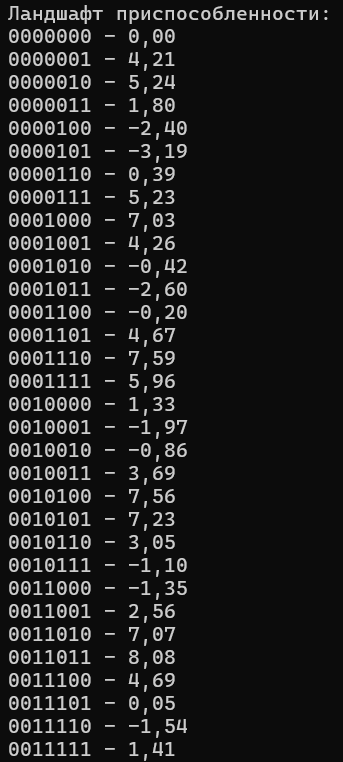 Ландшафт приспособленности:
0000000 - 0,00
0000001 - 4,21
0000010 - 5,24
0000011 - 1,80
0000100 - -2,40
0000101 - -3,19
0000110 - 0,39
0000111 - 5,23
0001000 - 7,03
0001001 - 4,26
0001010 - -0,42
0001011 - -2,60
0001100 - -0,20
0001101 - 4,67
0001110 - 7,59
0001111 - 5,96
0010000 - 1,33
0010001 - -1,97
0010010 - -0,86
0010011 - 3,69
0010100 - 7,56
0010101 - 7,23
0010110 - 3,05
0010111 - -1,10
0011000 - -1,35
0011001 - 2,56
0011010 - 7,07
0011011 - 8,08
0011100 - 4,69
0011101 - 0,05
0011110 - -1,54
0011111 - 1,41